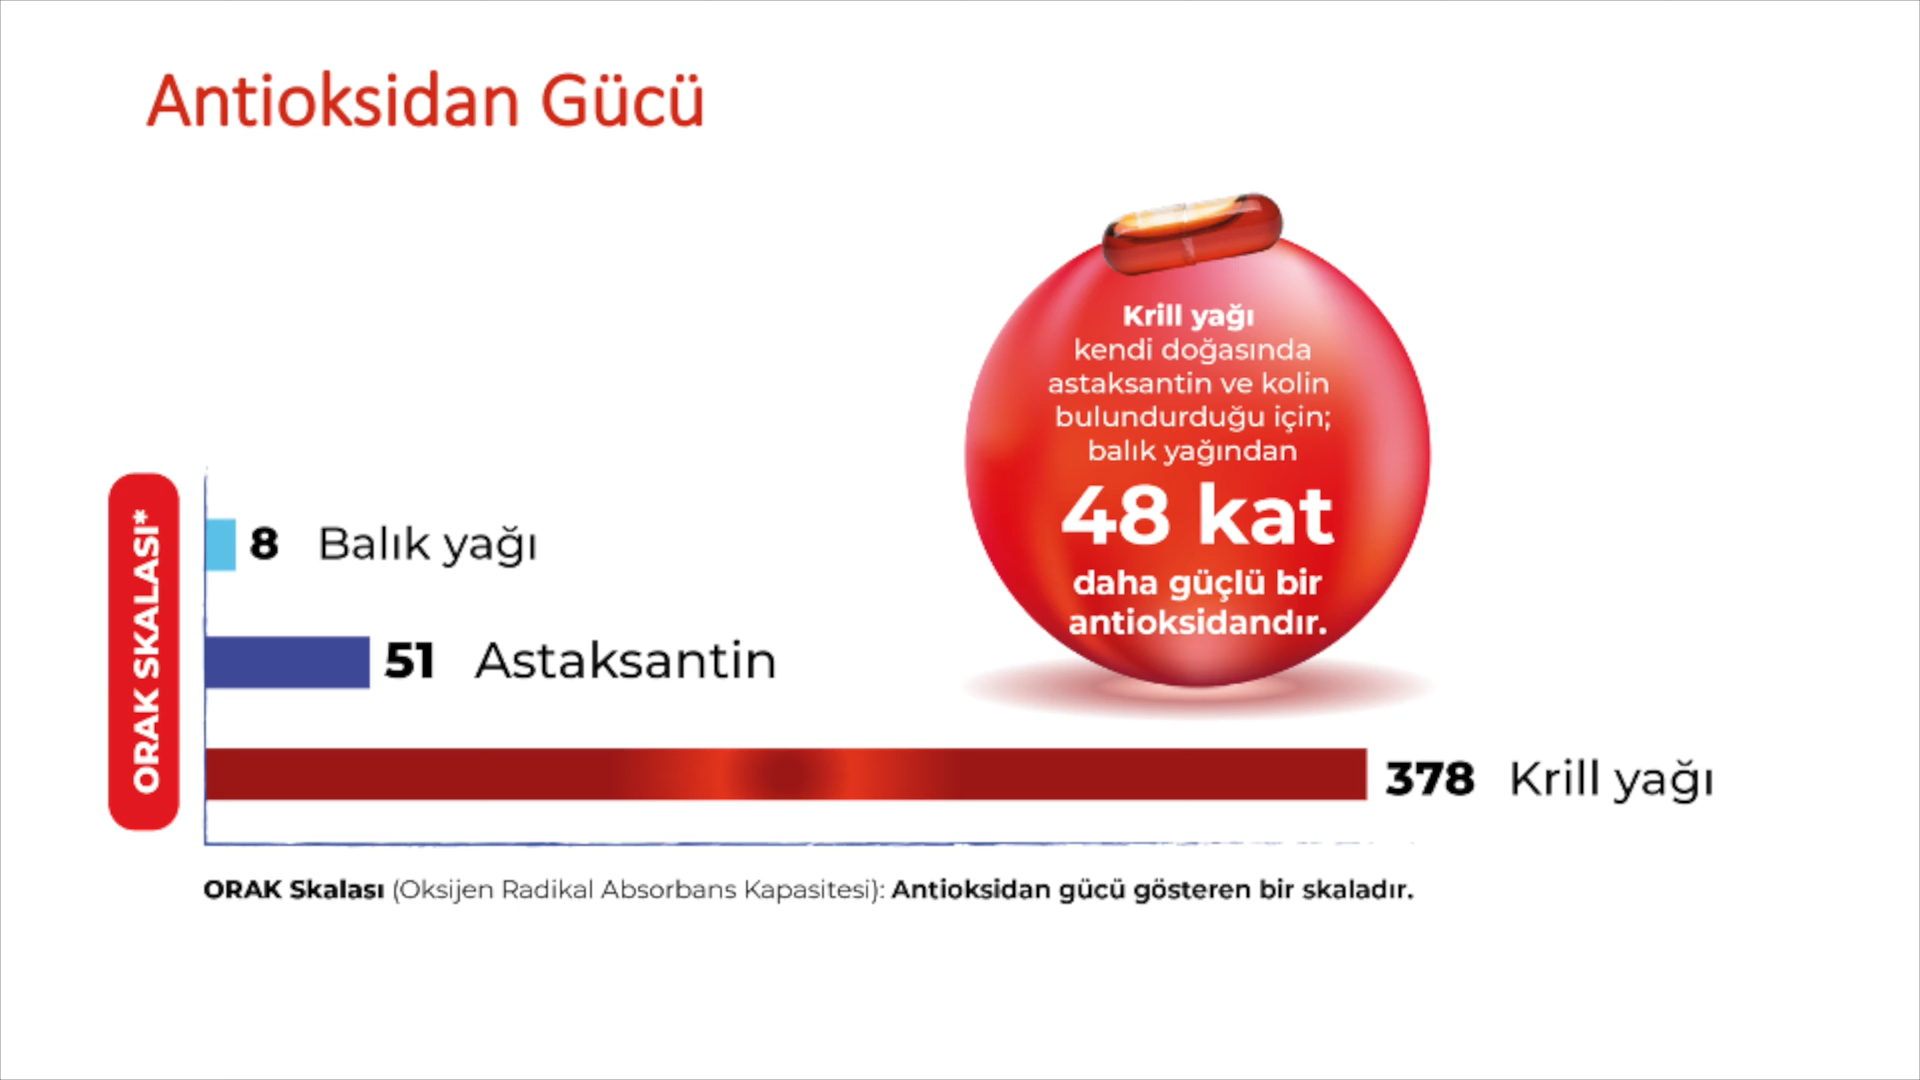 Antioksidan Gücü
Krill yağı
kendi doğasında
astaksantin ve kolin
bulundurduğu için;
balık yağından
48 kat
daha güçlü bir
antioksidandır.
ORAK SKALASI*
8 Balık yağı
51 Astaksantin
378 Krill yağı
ORAK Skalası (Oksijen Radikal Absorbans Kapasitesi): Antioksidan gücü gösteren bir skaladır.